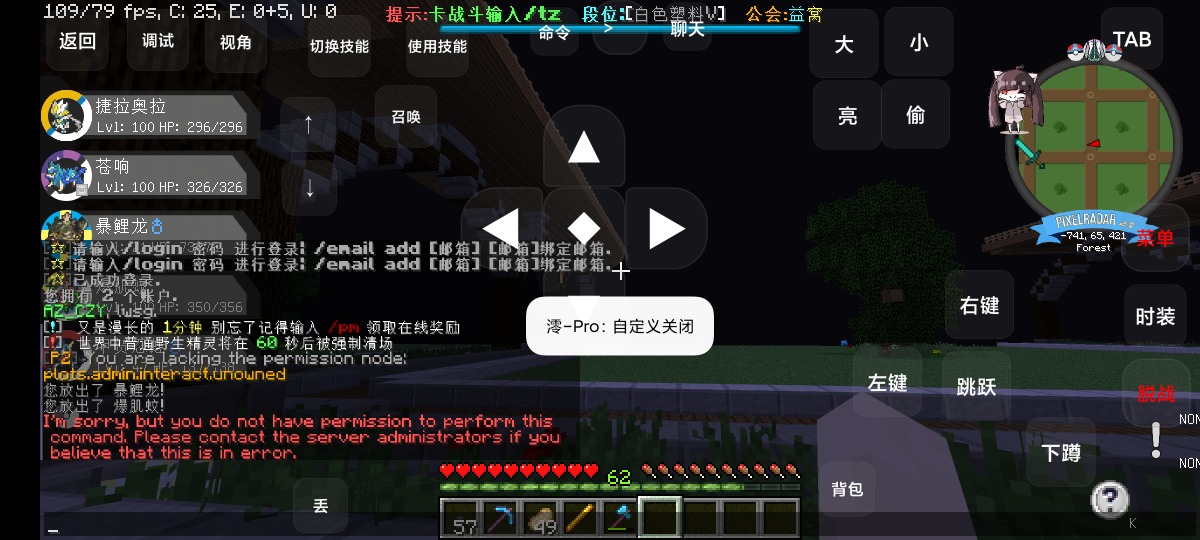 109/79 fps, C: 25, E: 0+5, U: 0
提示:卡战斗输入/tz 段位:[白色塑料V] 公会:益窝
返回
调试
视角
切换技能
使用技能
命令
>
聊天
大
小
TAB
亮
偷
召唤
↑
↓
捷拉奥拉
Lvl: 100 HP: 296/296
苍响
Lvl: 100 HP: 326/326
暴鲤龙
请输入/login 密码 进行登录! /email add [邮箱] [邮箱]绑定邮箱.
请输入/login 密码 进行登录! /email add [邮箱] [邮箱]绑定邮箱.
已成功登录.
您拥有 2 个账户.
350/356
[!] 又是漫长的 1分钟 别忘了记得输入 /pm 领取在线奖励
[!] 世界中普通野生精灵将在 60 秒后被强制清场
[P2] You are lacking the permission node:
plots.admin.interact.unowned
您放出了 暴鲤龙!
您放出了 爆肌蚊!
I'm sorry, but you do not have permission to perform this
command. Please contact the server administrators if you
believe that this is in error.
澪-Pro: 自定义关闭
PIXELRADAR
-741, 65, 421
Forest
菜单
右键
时装
左键
跳跃
脱战
NON
下蹲
NON
背包
丢
62
57
49
?
K
_